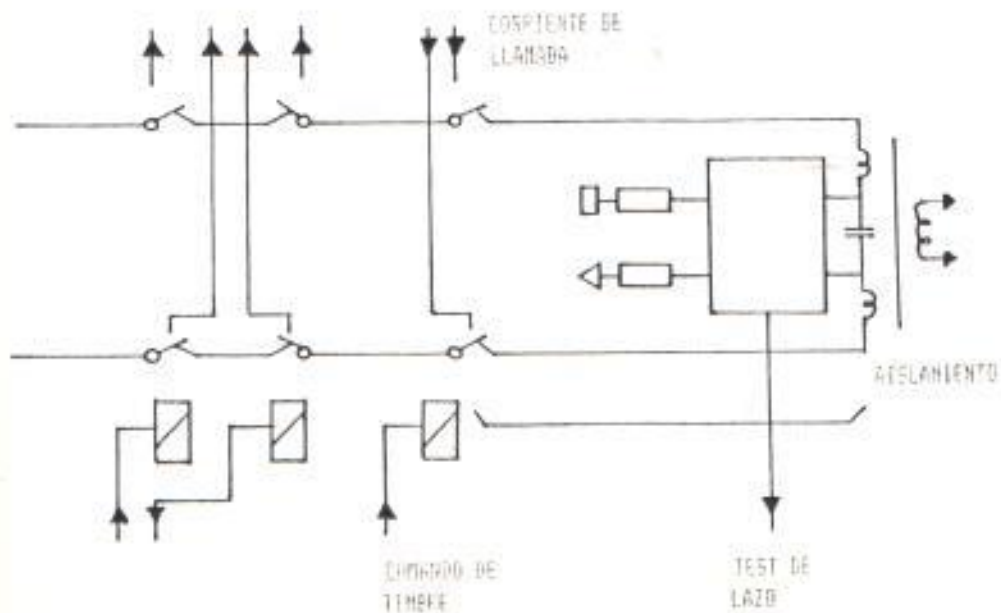 CORRIENTE DE
LLAMADA
AISLAMIENTO
COMANDO DE
TIMBRE
TEST DE
LAZO